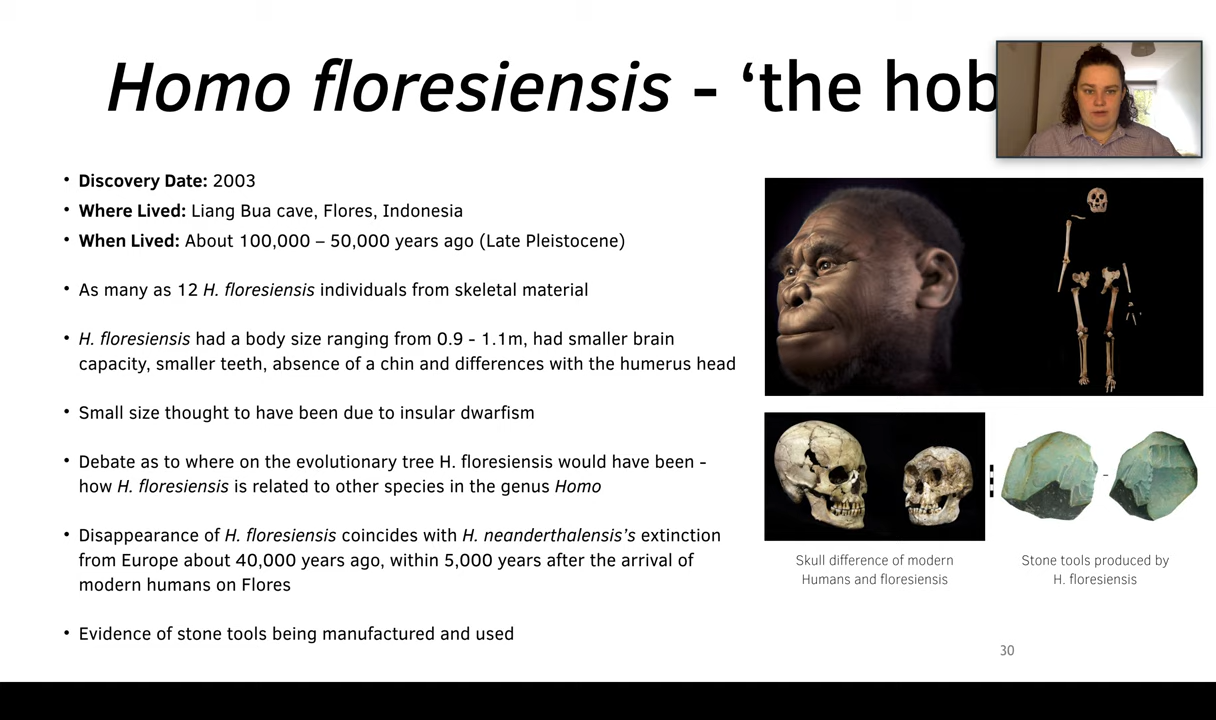 Homo floresiensis - ‘the hob
• Discovery Date: 2003
• Where Lived: Liang Bua cave, Flores, Indonesia
• When Lived: About 100,000 – 50,000 years ago (Late Pleistocene)
• As many as 12 H. floresiensis individuals from skeletal material
• H. floresiensis had a body size ranging from 0.9 - 1.1m, had smaller brain
capacity, smaller teeth, absence of a chin and differences with the humerus head
• Small size thought to have been due to insular dwarfism
• Debate as to where on the evolutionary tree H. floresiensis would have been -
how H. floresiensis is related to other species in the genus Homo
• Disappearance of H. floresiensis coincides with H. neanderthalensis’s extinction
from Europe about 40,000 years ago, within 5,000 years after the arrival of
modern humans on Flores
• Evidence of stone tools being manufactured and used
Skull difference of modern
Humans and floresiensis
Stone tools produced by
H. floresiensis
30